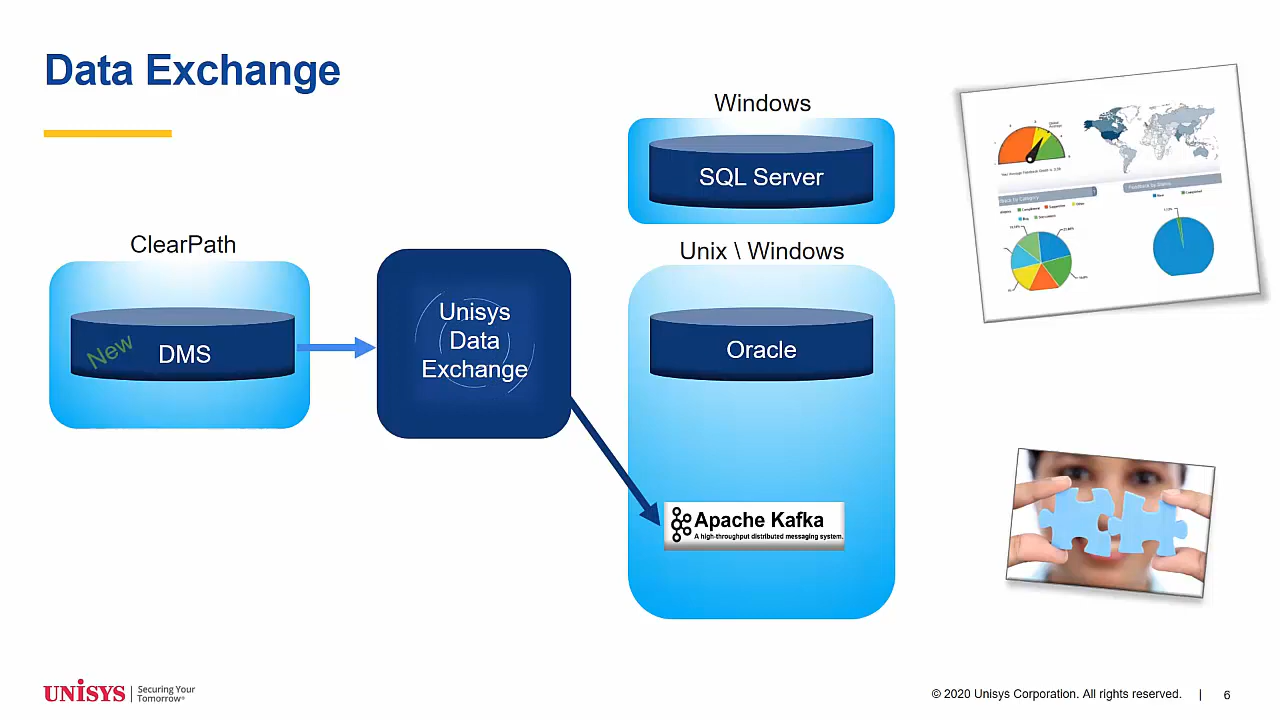 Data Exchange
Windows
SQL Server
ClearPath
New
DMS
Unisys
Data
Exchange
Unix \ Windows
Oracle
Apache Kafka
A high-throughput distributed messaging system.
UNISYS
Securing Your
Tomorrow®
© 2020 Unisys Corporation. All rights reserved. | 6